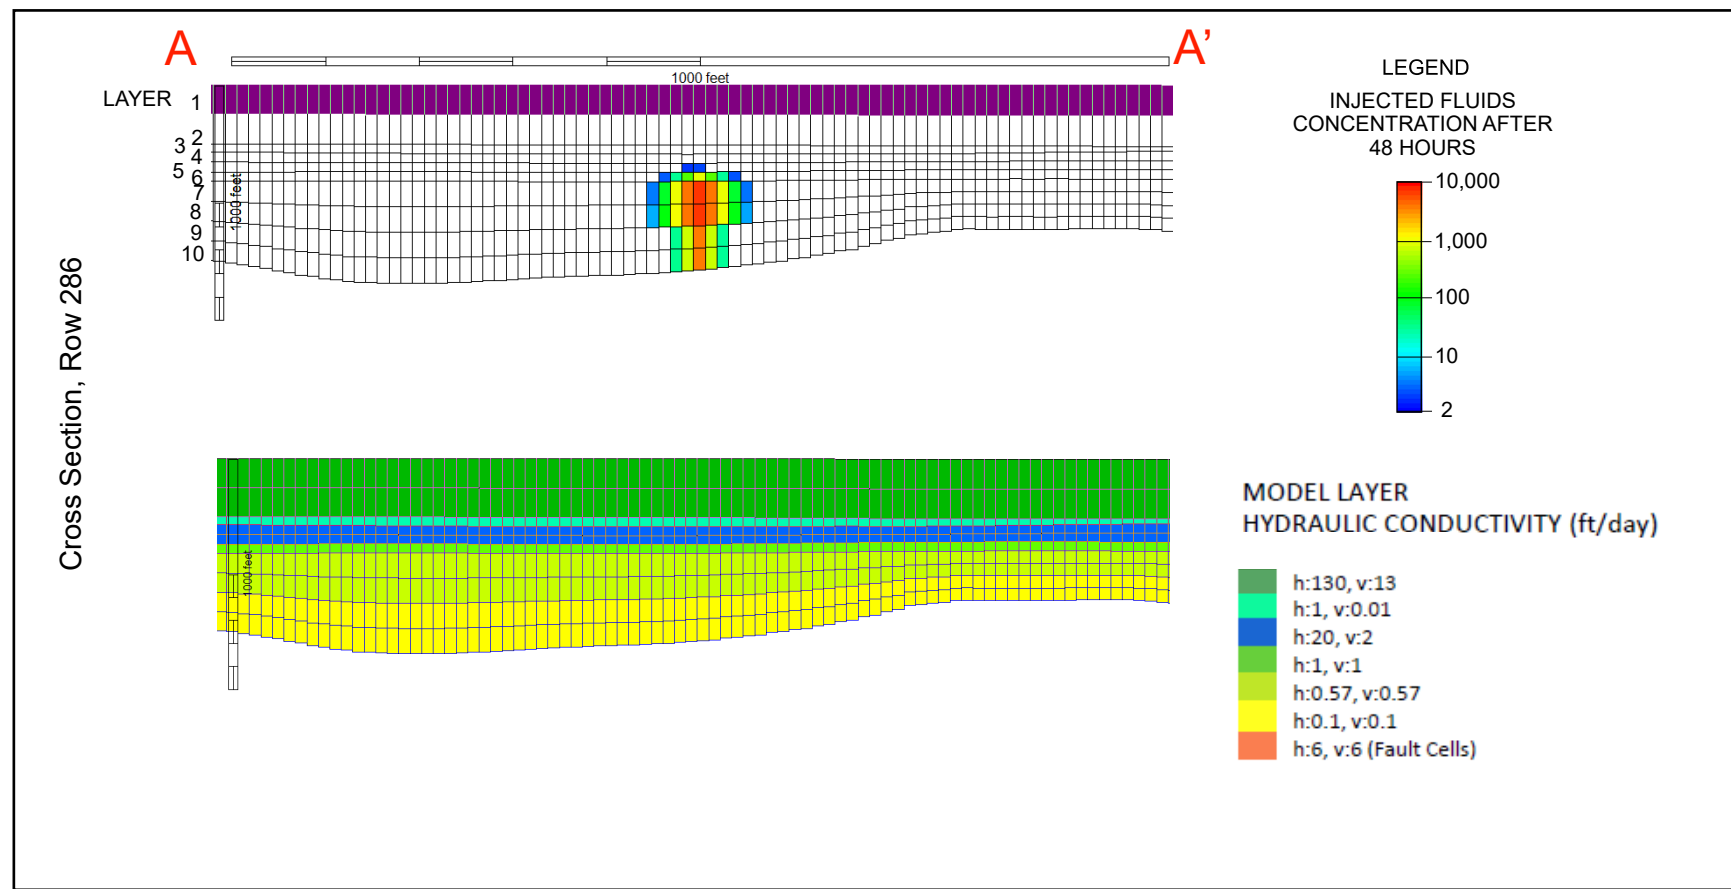 A
A’
1000 feet
LAYER
1
2
3
4
5
6
7
8
9
10
1000 feet
Cross Section, Row 286
LEGEND
INJECTED FLUIDS
CONCENTRATION AFTER
48 HOURS
10,000
1,000
100
10
2
1000 feet
MODEL LAYER
HYDRAULIC CONDUCTIVITY (ft/day)
h:130, v:13
h:1, v:0.01
h:20, v:2
h:1, v:1
h:0.57, v:0.57
h:0.1, v:0.1
h:6, v:6 (Fault Cells)